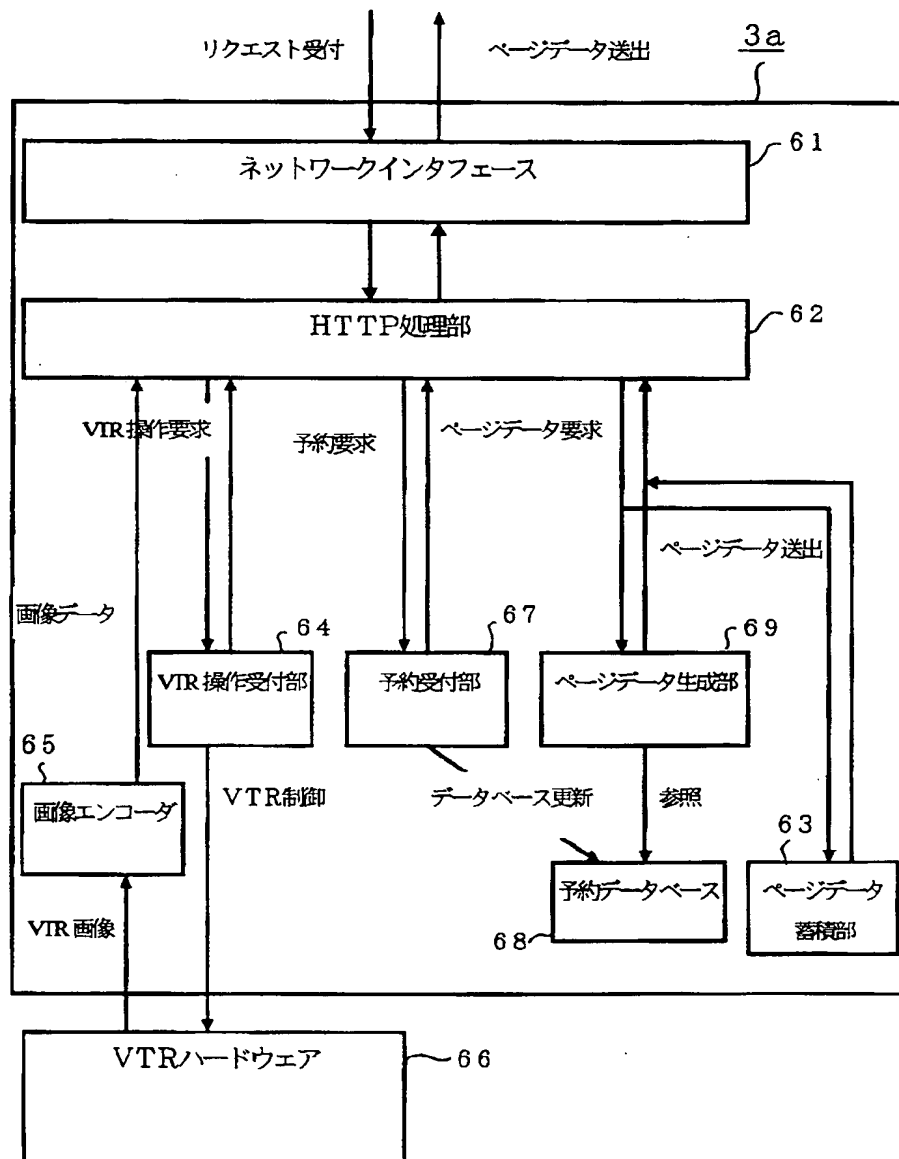 リクエスト受付
ページデータ送出
3a
ネットワークインタフェース
61
HTTP処理部
62
VTR操作要求
予約要求
ページデータ要求
ページデータ送出
画像データ
64
67
69
VTR操作受付部
予約受付部
ページデータ生成部
65
画像エンコーダ
VTR制御
データベース更新
参照
63
予約データベース
68
ページデータ
蓄積部
VTR画像
VTRハードウェア
66